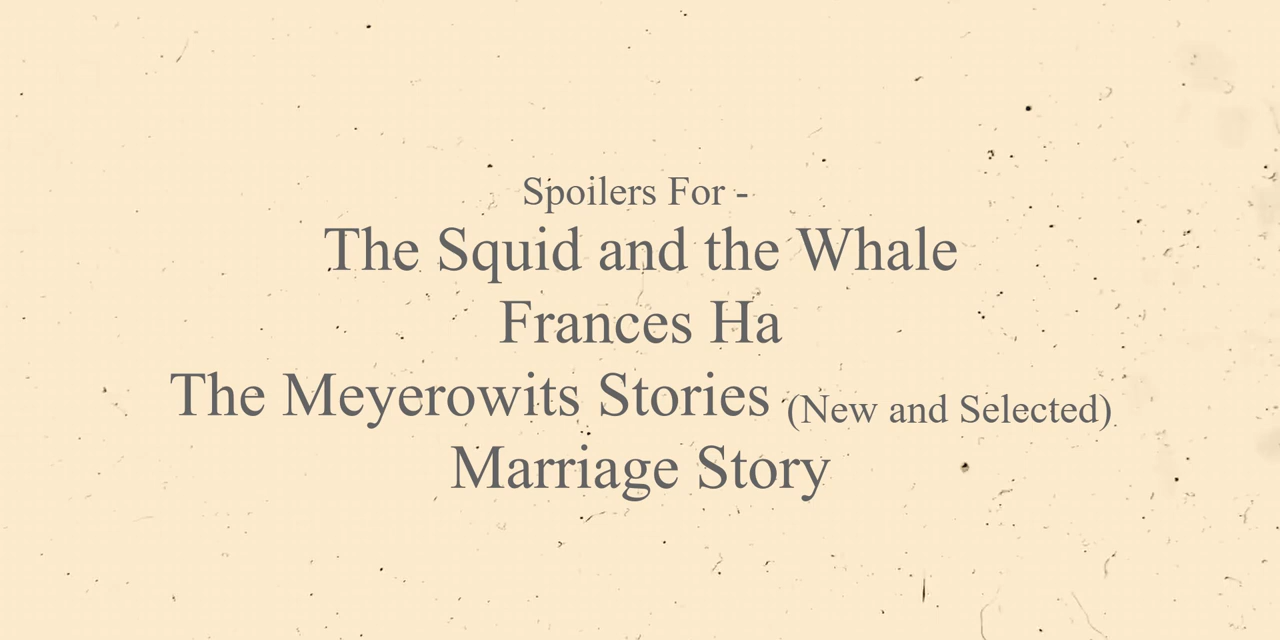 Spoilers For -
The Squid and the Whale
Frances Ha
The Meyerowits Stories (New and Selected)
Marriage Story